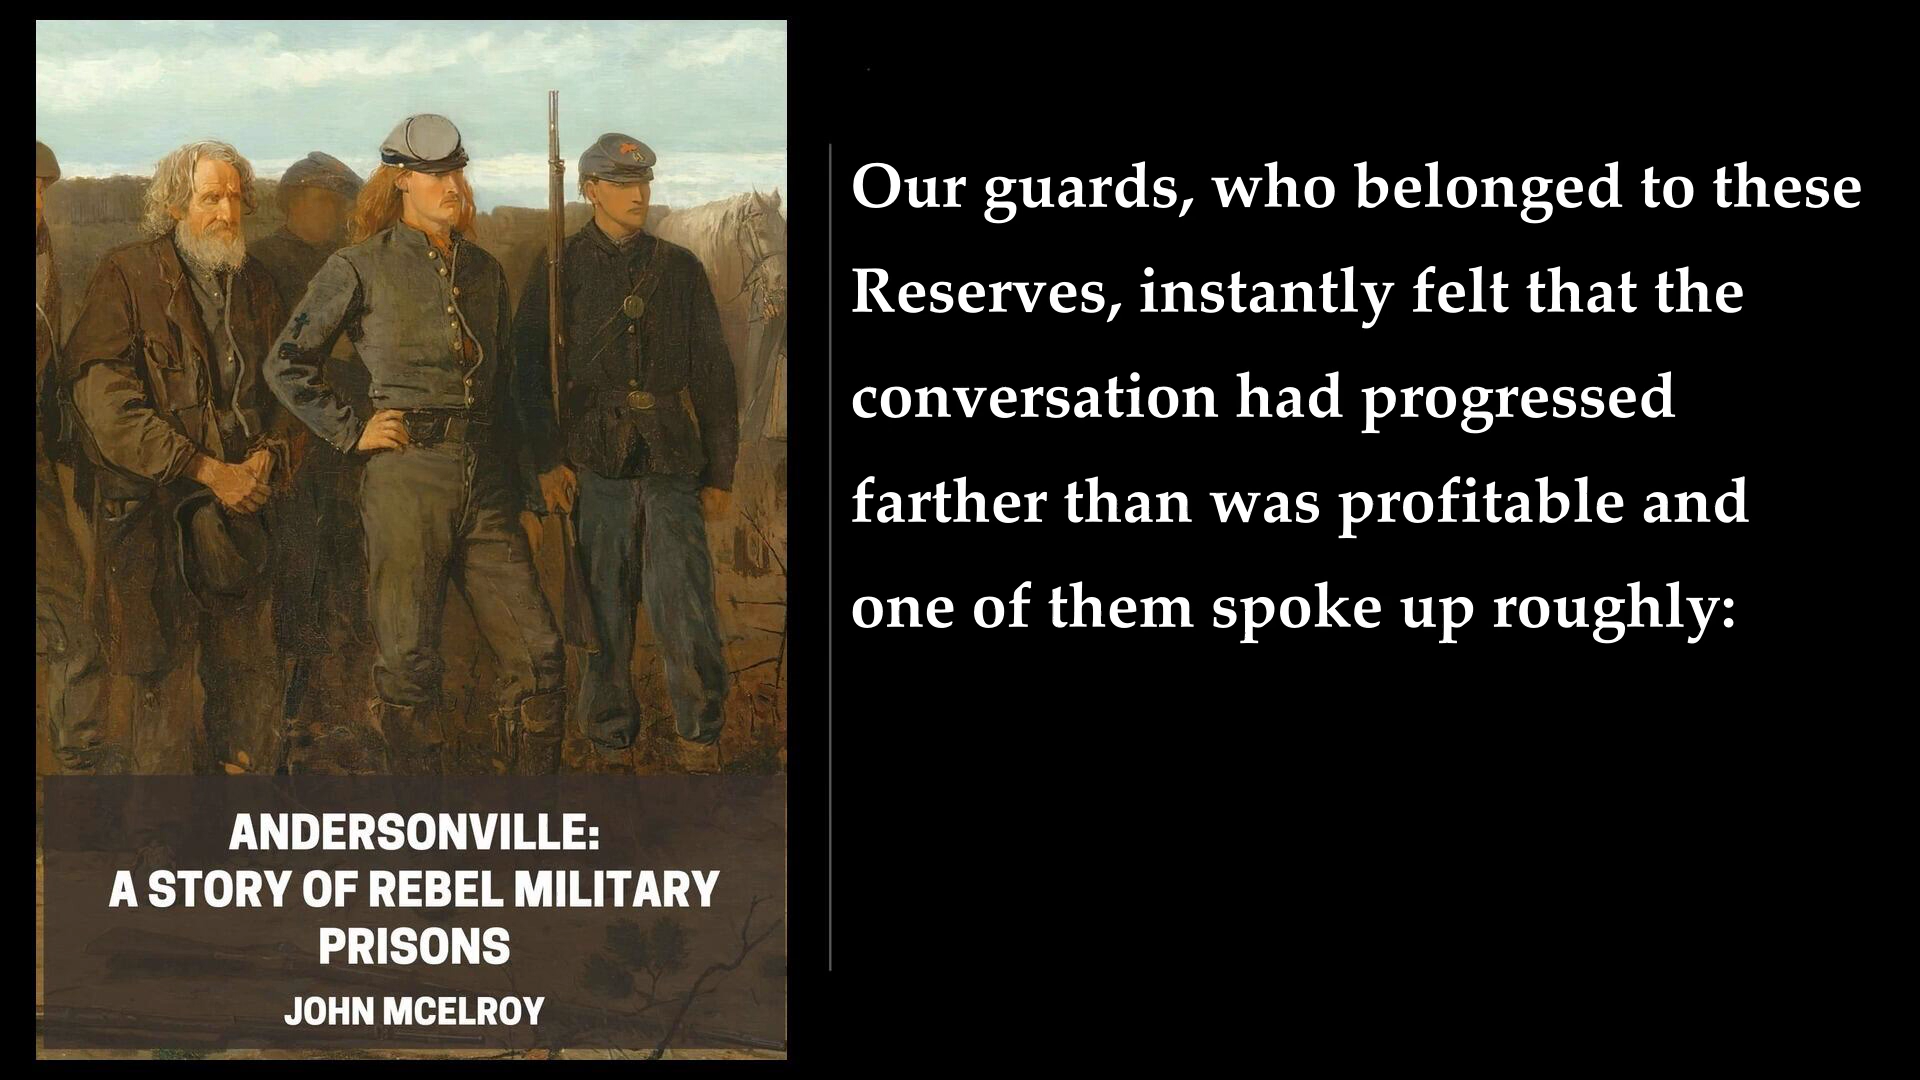 Our guards, who belonged to these
Reserves, instantly felt that the
conversation had progressed
farther than was profitable and
one of them spoke up roughly:
ANDERSONVILLE:
A STORY OF REBEL MILITARY
PRISONS
JOHN MCELROY